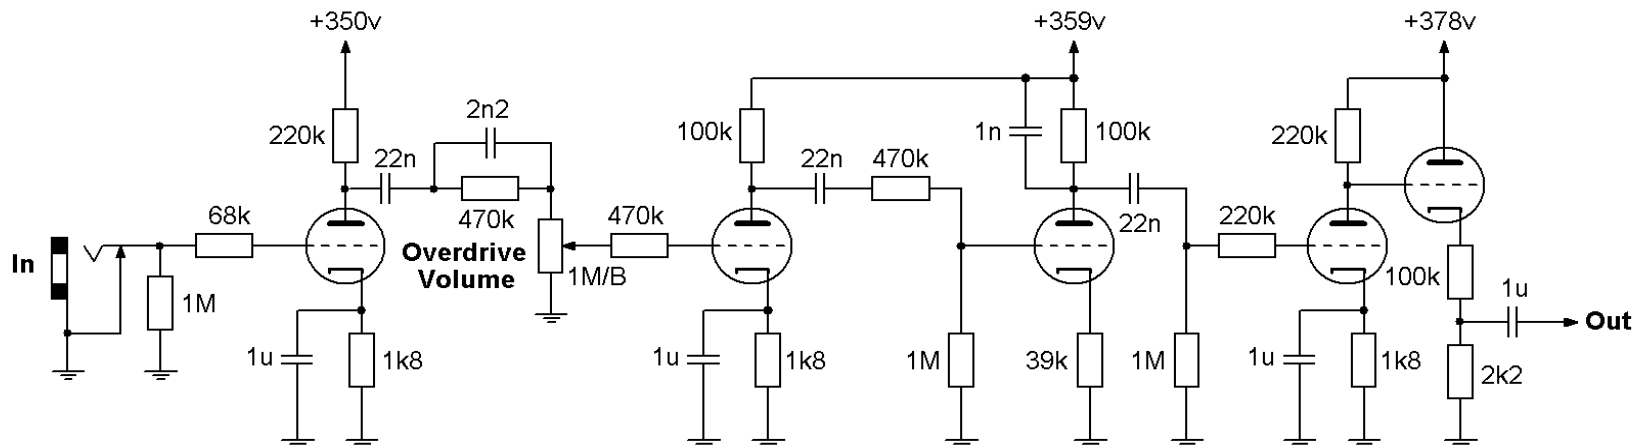 +350v
+359v
+378v
220k
2n2
100k
1n
100k
220k
22n
22n
470k
68k
470k
470k
22n
220k
In
Overdrive
Volume
1M/B
100k
1M
1u
Out
1u
1k8
1u
1k8
1M
39k
1M
1u
1k8
2k2